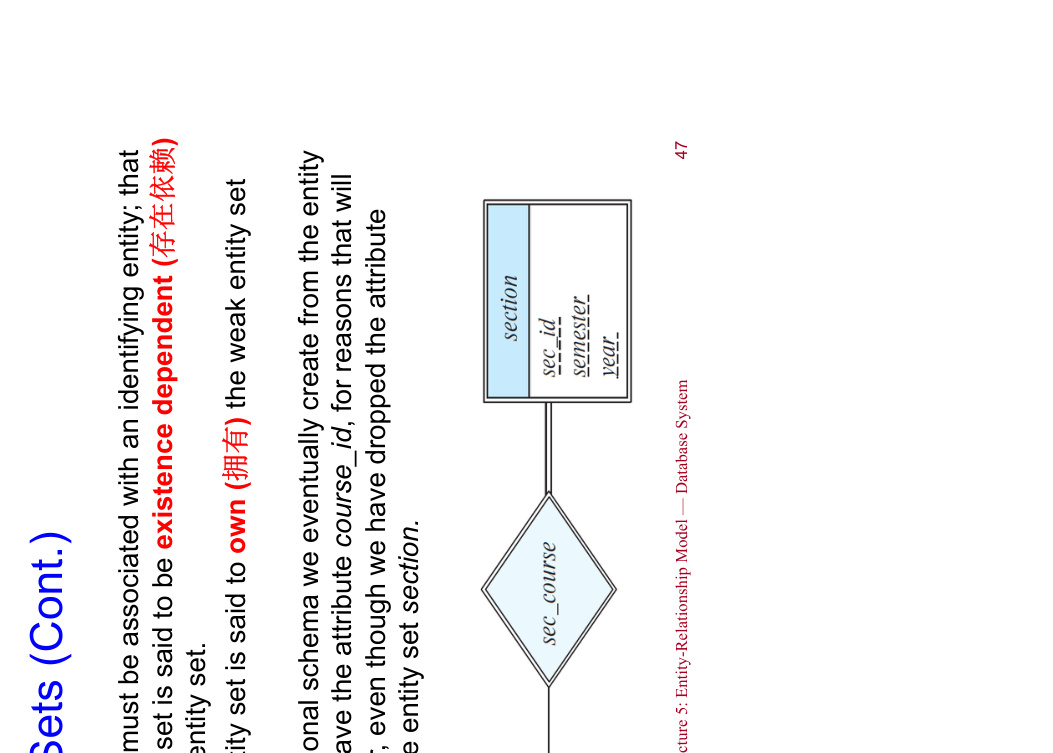 Sets (Cont.)
must be associated with an identifying entity; that
set is said to be existence dependent (存在依赖)
entity set.
ity set is said to own (拥有) the weak entity set
onal schema we eventually create from the entity
ave the attribute course_id, for reasons that will
, even though we have dropped the attribute
e entity set section.
sec_course
section
sec_id
semester
year
cture 5: Entity-Relationship Model — Database System
47